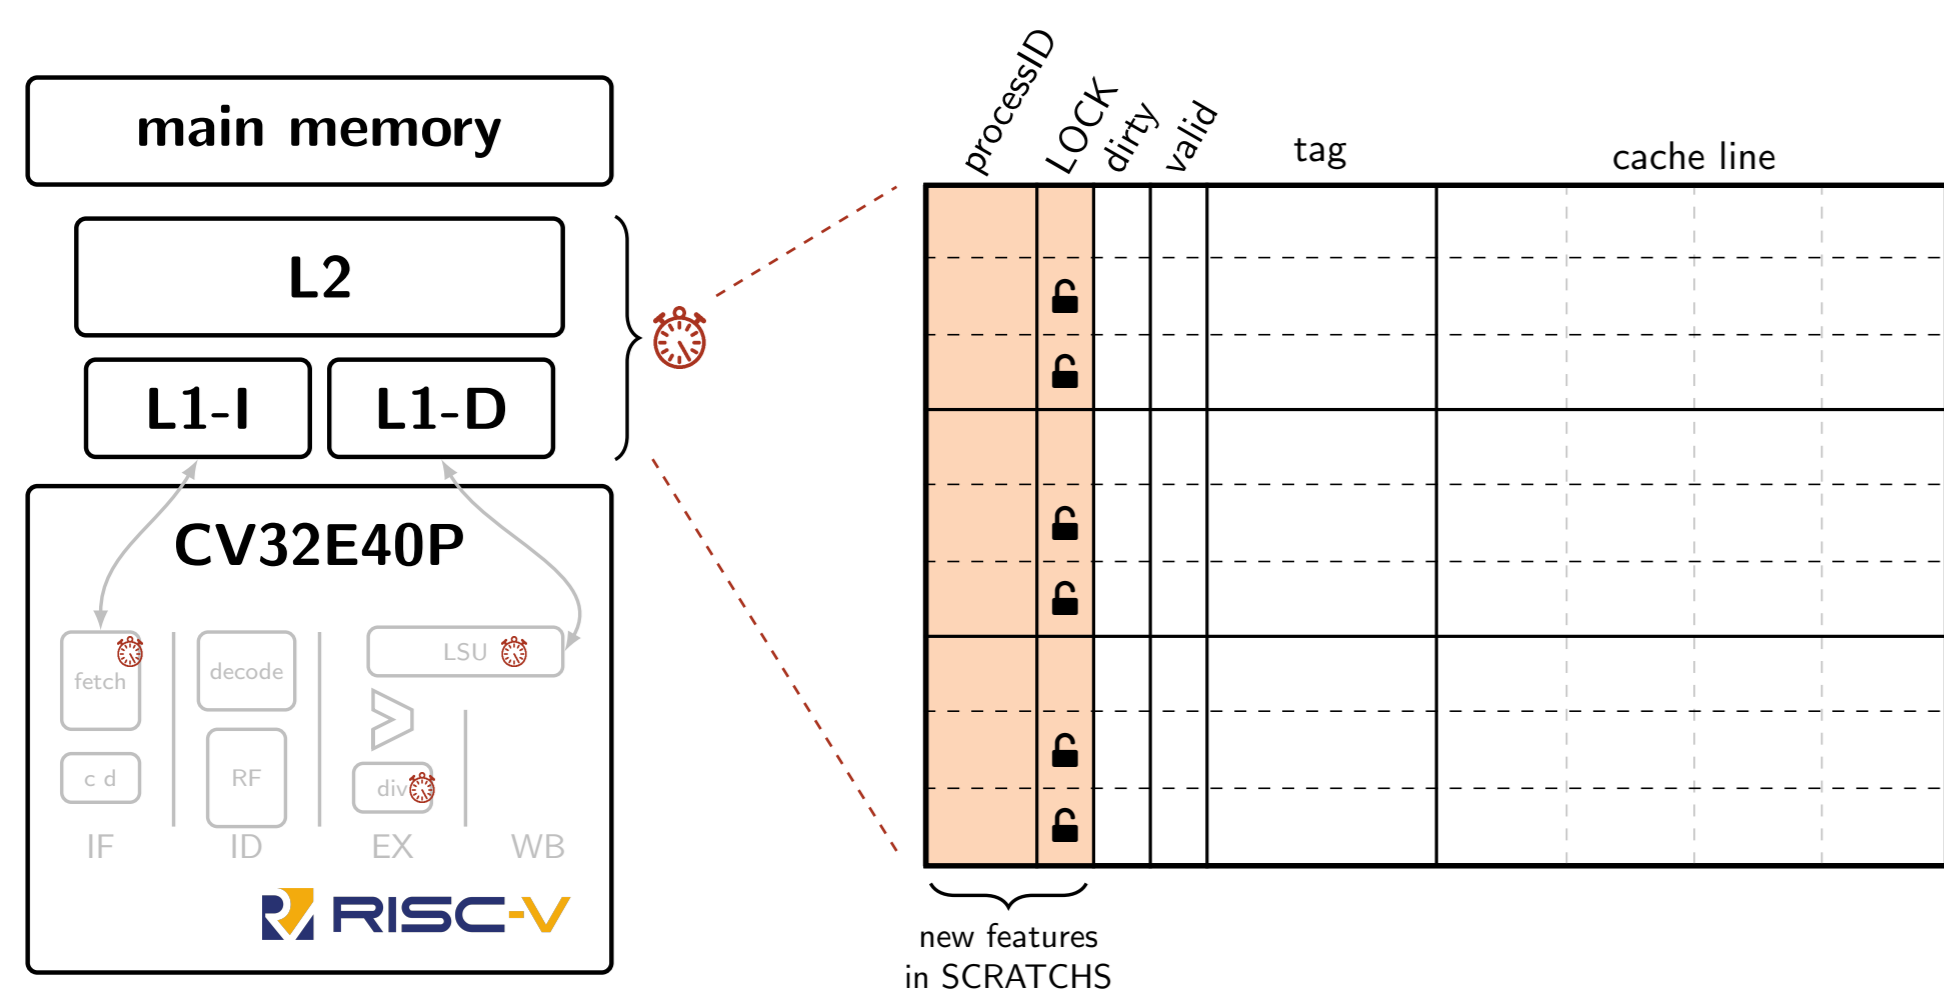 main memory
L2
L1-I
L1-D
CV32E40P
fetch
decode
LSU
c d
RF
div
IF
ID
EX
WB
RISC-V
processID
LOCK
dirty
valid
tag
cache line
new features
in SCRATCHS